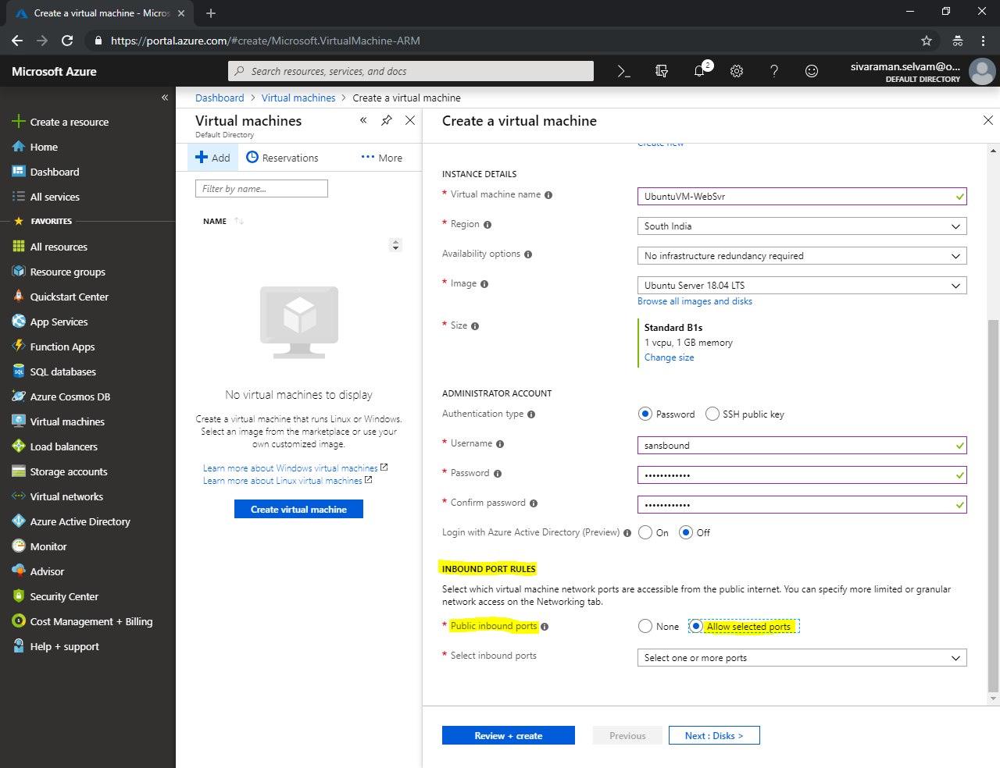 Create a virtual machine - Micros
https://portal.azure.com/#create/Microsoft.VirtualMachine-ARM
Microsoft Azure
Search resources, services, and docs
2
sivaraman.selvam@o...
DEFAULT DIRECTORY
Create a resource
Home
Dashboard
All services
FAVORITES
All resources
Resource groups
Quickstart Center
App Services
Function Apps
SQL databases
Azure Cosmos DB
Virtual machines
Load balancers
Storage accounts
Virtual networks
Azure Active Directory
Monitor
Advisor
Security Center
Cost Management + Billing
Help + support
Dashboard > Virtual machines > Create a virtual machine
Virtual machines
Default Directory
Add
Reservations
More
Filter by name...
NAME
No virtual machines to display
Create a virtual machine that runs Linux or Windows.
Select an image from the marketplace or use your
own customized image.
Learn more about Windows virtual machines
Learn more about Linux virtual machines
Create virtual machine
Create a virtual machine
Create new
INSTANCE DETAILS
* Virtual machine name
UbuntuVM-WebSvr
* Region
South India
Availability options
No infrastructure redundancy required
* Image
Ubuntu Server 18.04 LTS
Browse all images and disks
* Size
Standard B1s
1 vcpu, 1 GB memory
Change size
ADMINISTRATOR ACCOUNT
Authentication type
Password
SSH public key
* Username
sansbound
* Password
••••••••••••
* Confirm password
••••••••••••
Login with Azure Active Directory (Preview)
On
Off
INBOUND PORT RULES
Select which virtual machine network ports are accessible from the public internet. You can specify more limited or granular
network access on the Networking tab.
* Public inbound ports
None
Allow selected ports
* Select inbound ports
Select one or more ports
Review + create
Previous
Next : Disks >